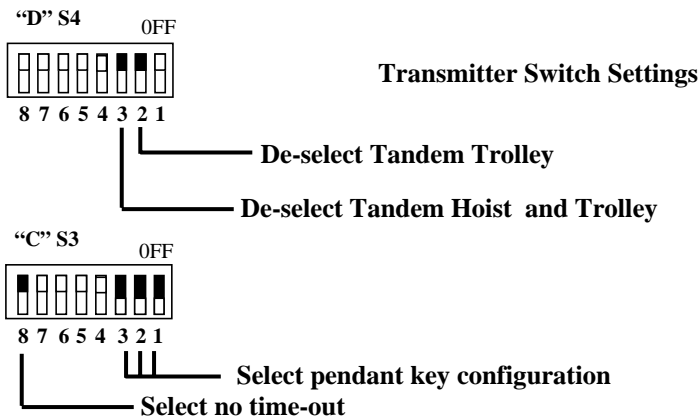 “D” S4
0FF
Transmitter Switch Settings
8 7 6 5 4 3 2 1
De-select Tandem Trolley
De-select Tandem Hoist and Trolley
“C” S3
0FF
8 7 6 5 4 3 2 1
Select pendant key configuration
Select no time-out